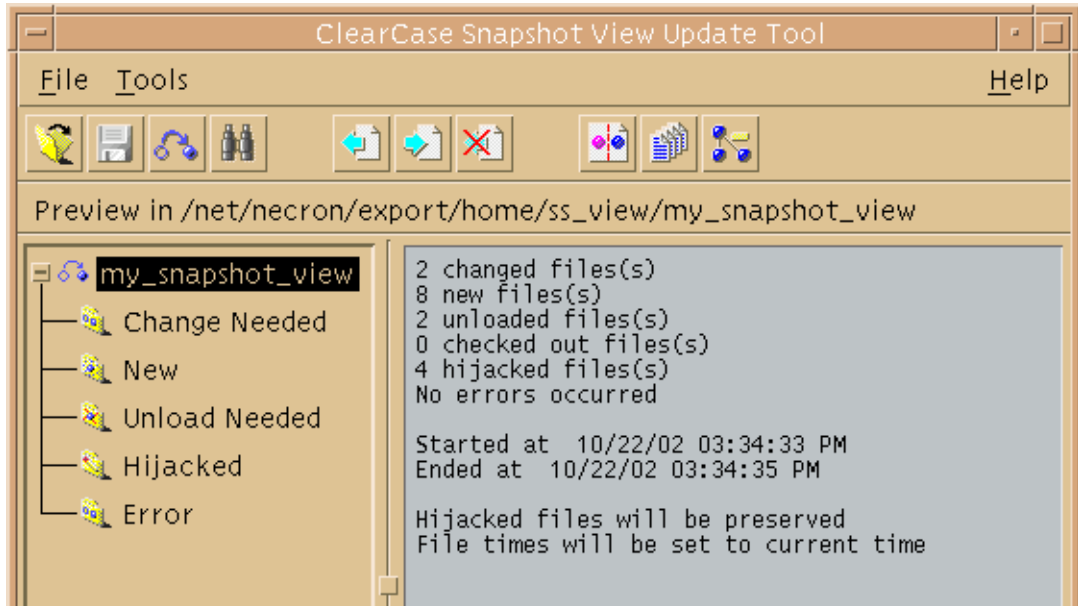 ClearCase Snapshot View Update Tool
File Tools Help
Preview in /net/necron/export/home/ss_view/my_snapshot_view
my_snapshot_view
Change Needed
New
Unload Needed
Hijacked
Error
2 changed files(s)
8 new files(s)
2 unloaded files(s)
0 checked out files(s)
4 hijacked files(s)
No errors occurred
Started at 10/22/02 03:34:33 PM
Ended at 10/22/02 03:34:35 PM
Hijacked files will be preserved
File times will be set to current time